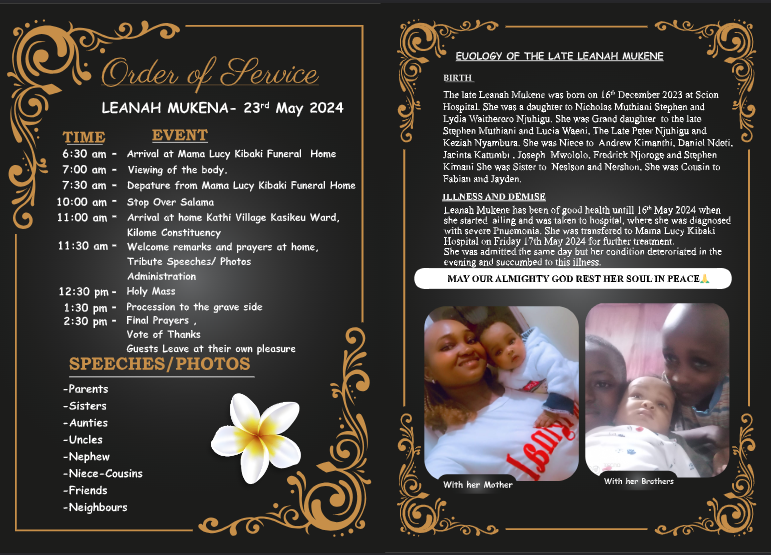 Order of Service
LEANAH MUKENA- 23rd May 2024
TIME EVENT
6:30 am - Arrival at Mama Lucy Kibaki Funeral Home
7:00 am - Viewing of the body.
7:30 am - Depature from Mama Lucy Kibaki Funeral Home
10:00 am - Stop Over Salama
11:00 am - Arrival at home Kathi Village Kasikeu Ward,
Kilome Constituency
11:30 am - Welcome remarks and prayers at home,
Tribute Speeches/ Photos
Administration
12:30 pm - Holy Mass
1:30 pm - Procession to the grave side
2:30 pm - Final Prayers ,
Vote of Thanks
Guests Leave at their own pleasure
SPEECHES/PHOTOS
-Parents
-Sisters
-Aunties
-Uncles
-Nephew
-Niece-Cousins
-Friends
-Neighbours
EUOLOGY OF THE LATE LEANAH MUKENE
BIRTH
The late Leanah Mukene was born on 16th December 2023 at Scion
Hospital. She was a daughter to Nicholas Muthiani Stephen and
Lydia Waitherero Njuhigu. She was Grand daughter to the late
Stephen Muthiani and Lucia Waeni, The Late Peter Njuhigu and
Keziah Nyambura. She was Niece to Andrew Kimanthi, Daniel Ndeti,
Jacinta Katumbi , Joseph Mwololo, Fredrick Njoroge and Stephen
Kimani She was Sister to Neslson and Nershon. She was Cousin to
Fabian and Jayden.
ILLNESS AND DEMISE
Leanah Mukene has been of good health untill 16th May 2024 when
she started ailing and was taken to hospital, where she was diagnosed
with severe Pnuemonia. She was transfered to Mama Lucy Kibaki
Hospital on Friday 17th May 2024 for further treatment.
She was admitted the same day but her condition deteroriated in the
evening and succumbed to this illness.
MAY OUR ALMIGHTY GOD REST HER SOUL IN PEACE🙏
With her Mother
With her Brothers